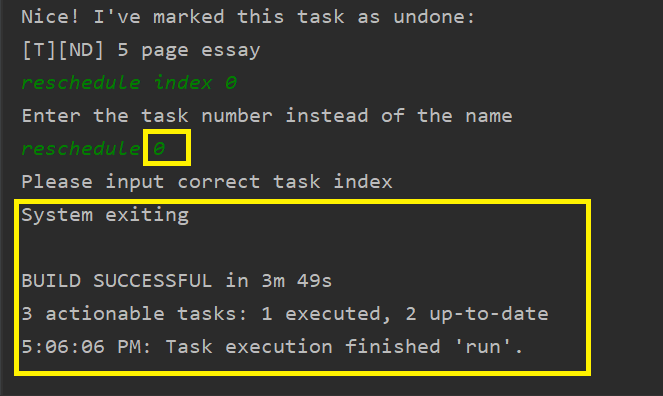 Nice! I've marked this task as undone:
[T][ND] 5 page essay
reschedule index 0
Enter the task number instead of the name
reschedule 0
Please input correct task index
System exiting
BUILD SUCCESSFUL in 3m 49s
3 actionable tasks: 1 executed, 2 up-to-date
5:06:06 PM: Task execution finished 'run'.